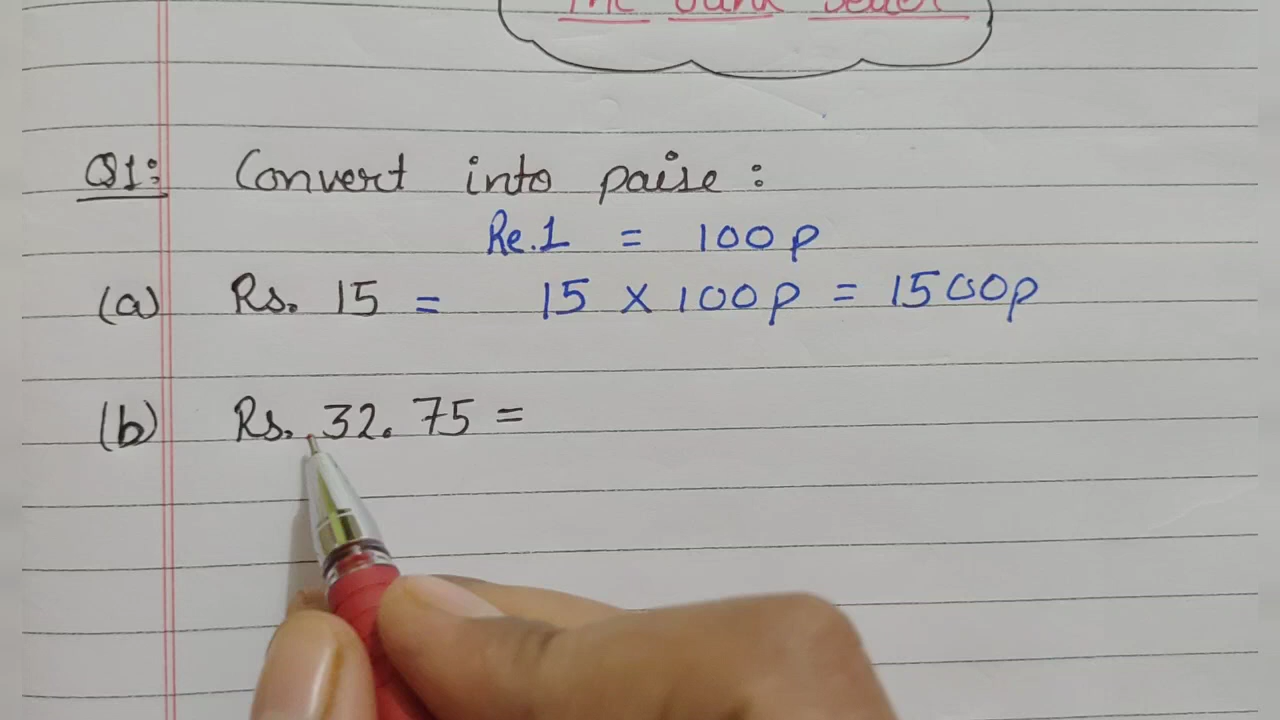 Q1: Convert into paise :
Re.1 = 100p
(a) Rs. 15 = 15 × 100p = 1500p
(b) Rs. 32.75 =